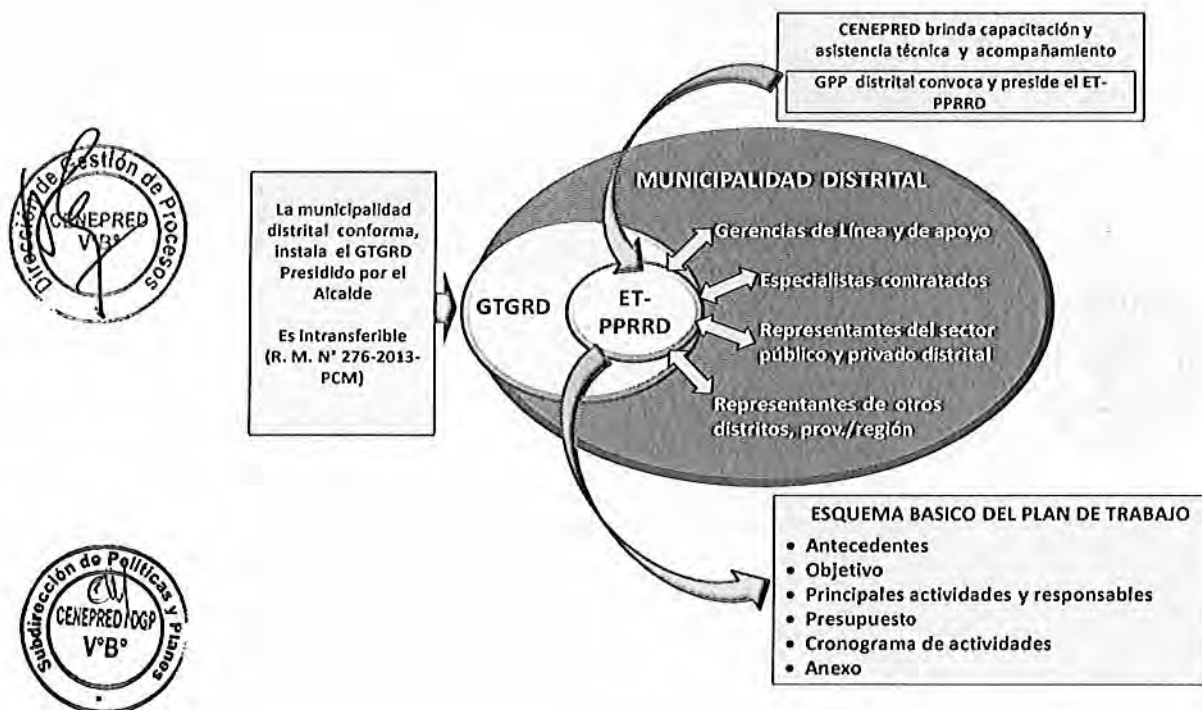 CENEPRED brinda capacitación y
asistencia técnica y acompañamiento
GPP distrital convoca y preside el ET-
PPRRD
Dirección de Gestión de Procesos
CENEPRED
V°B°
La municipalidad
distrital conforma,
instala el GTGRD
Presidido por el
Alcalde
Es intransferible
(R. M. N° 276-2013-
PCM)
MUNICIPALIDAD DISTRITAL
GTGRD
ET-
PPRRD
Gerencias de Línea y de apoyo
Especialistas contratados
Representantes del sector
público y privado distrital
Representantes de otros
distritos, prov./región
Subdirección de Políticas y Planes
CENEPRED/DGP
V°B°
ESQUEMA BASICO DEL PLAN DE TRABAJO
• Antecedentes
• Objetivo
• Principales actividades y responsables
• Presupuesto
• Cronograma de actividades
• Anexo